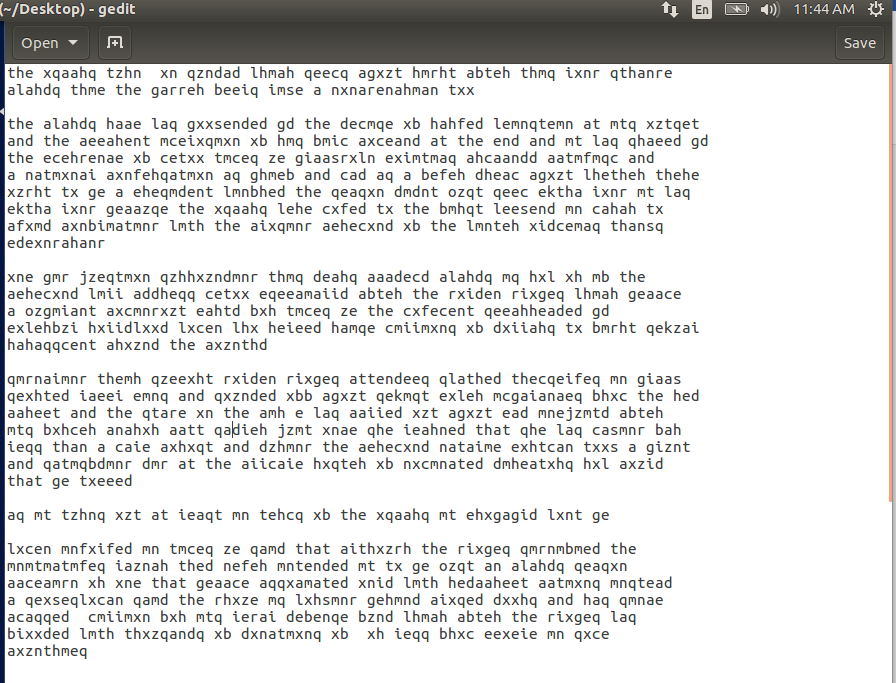 (~/Desktop) - gedit
En 11:44 AM
Open Save
the xqaahq tzhn  xn qzndad lhmah qeecq agxzt hmrht abteh thmq ixnr qthanre
alahdq thme the garreh beeiq imse a nxnarenahman txx

the alahdq haae laq gxxsended gd the decmqe xb hahfed lemnqtemn at mtq xztqet
and the aeeahent mceixqmxn xb hmq bmic axceand at the end and mt laq qhaeed gd
the ecehrenae xb cetxx tmceq ze giaasrxln eximtmaq ahcaandd aatmfmqc and
a natmxnai axnfehqatmxn aq ghmeb and cad aq a befeh dheac agxzt lhetheh thehe
xzrht tx ge a eheqmdent lmnbhed the qeaqxn dmdnt ozqt qeec ektha ixnr mt laq
ektha ixnr geaazqe the xqaahq lehe cxfed tx the bmhqt leesend mn cahah tx
afxmd axnbimatmnr lmth the aixqmnr aehecxnd xb the lmnteh xidcemaq thansq
edexnrahanr

xne gmr jzeqtmxn qzhhxzndmnr thmq deahq aaadecd alahdq mq hxl xh mb the
aehecxnd lmii addheqq cetxx eqeeamaiid abteh the rxiden rixgeq lhmah geaace
a ozgmiant axcmnrxzt eahtd bxh tmceq ze the cxfecent qeeahheaded gd
exlehbzi hxiidlxxd lxcen lhx heieed hamqe cmiimxnq xb dxiiahq tx bmrht qekzai
hahaqqcent ahxznd the axznthd

qmrnaimnr themh qzeexht rxiden rixgeq attendeeq qlathed thecqeifeq mn giaas
qexhted iaeei emnq and qxznded xbb agxzt qekmqt exleh mcgaianaeq bhxc the hed
aaheet and the qtare xn the amh e laq aaiied xzt agxzt ead mnejzmtd abteh
mtq bxhceh anahxh aatt qadieh jzmt xnae qhe ieahned that qhe laq casmnr bah
ieqq than a caie axhxqt and dzhmnr the aehecxnd nataime exhtcan txxs a giznt
and qatmqbdmnr dmr at the aiicaie hxqteh xb nxcmnated dmheatxhq hxl axzid
that ge txeeed

aq mt tzhnq xzt at ieaqt mn tehcq xb the xqaahq mt ehxgagid lxnt ge

lxcen mnfxifed mn tmceq ze qamd that aithxzrh the rixgeq qmrnmbmed the
mnmtmatmfeq iaznah thed nefeh mntended mt tx ge ozqt an alahdq qeaqxn
aaceamrn xh xne that geaace aqqxamated xnid lmth hedaaheet aatmxnq mnqtead
a qexseqlxcan qamd the rhxze mq lxhsmnr gehmnd aixqed dxxhq and haq qmnae
acaqqed  cmiimxn bxh mtq ierai debenqe bznd lhmah abteh the rixgeq laq
bixxded lmth thxzqandq xb dxnatmxnq xb  xh ieqq bhxc eexeie mn qxce
axznthmeq